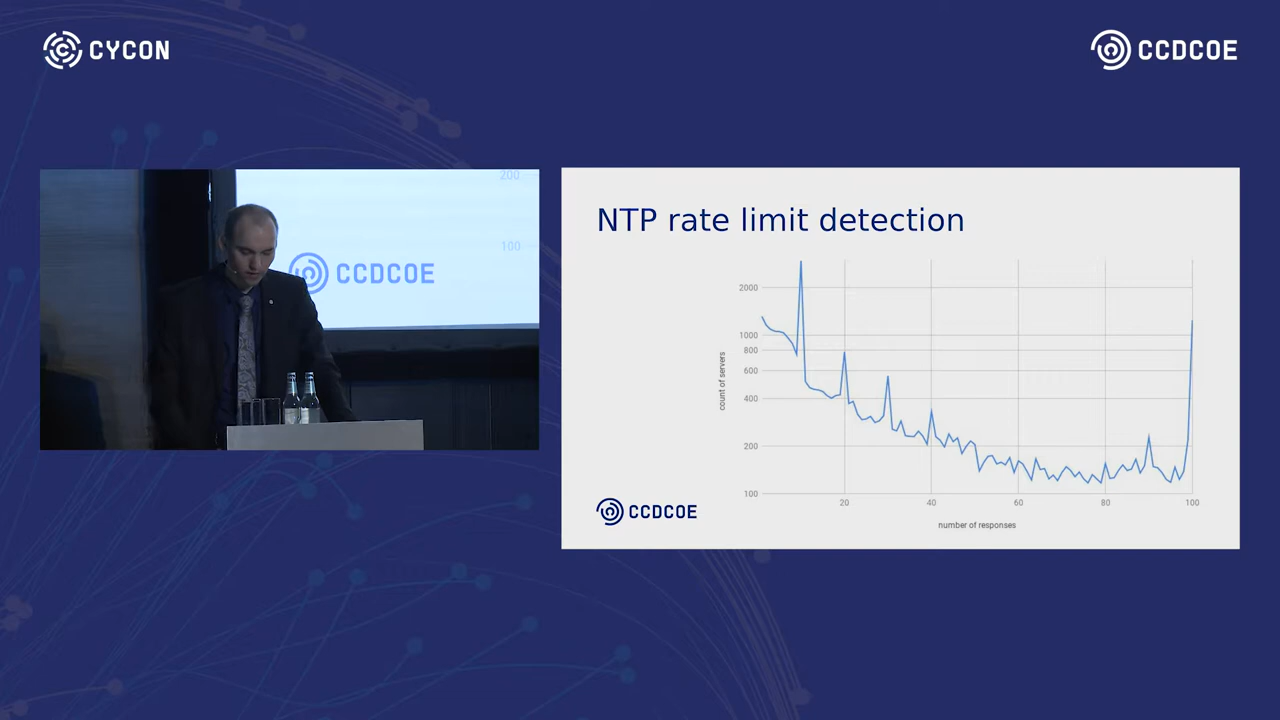 CYCON
CCDCOE
200
100
CCDCOE
NTP rate limit detection
2000
1000
800
600
400
200
100
count of servers
20
40
60
80
100
number of responses
CCDCOE